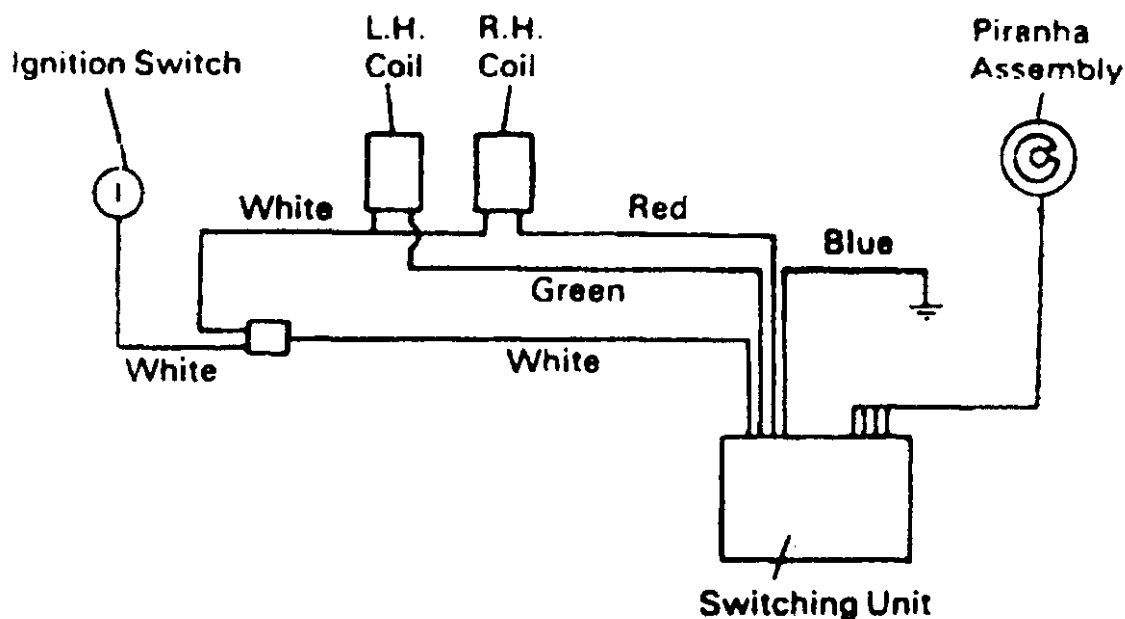 L.H.
Coil
R.H.
Coil
Piranha
Assembly
Ignition Switch
I
White
Red
Blue
Green
White
White
Switching Unit